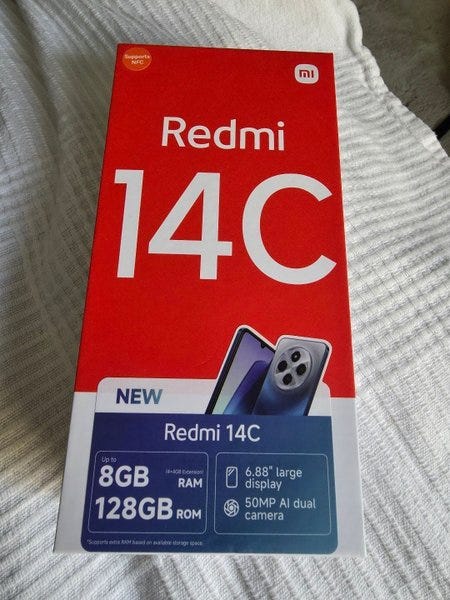 Supports
NFC
mi
Redmi
14C
NEW
Redmi 14C
Up to
8GB (4+4GB Extension) RAM
128GB ROM
6.88" large
display
50MP AI dual
camera
*Supports extra RAM based on available storage space.